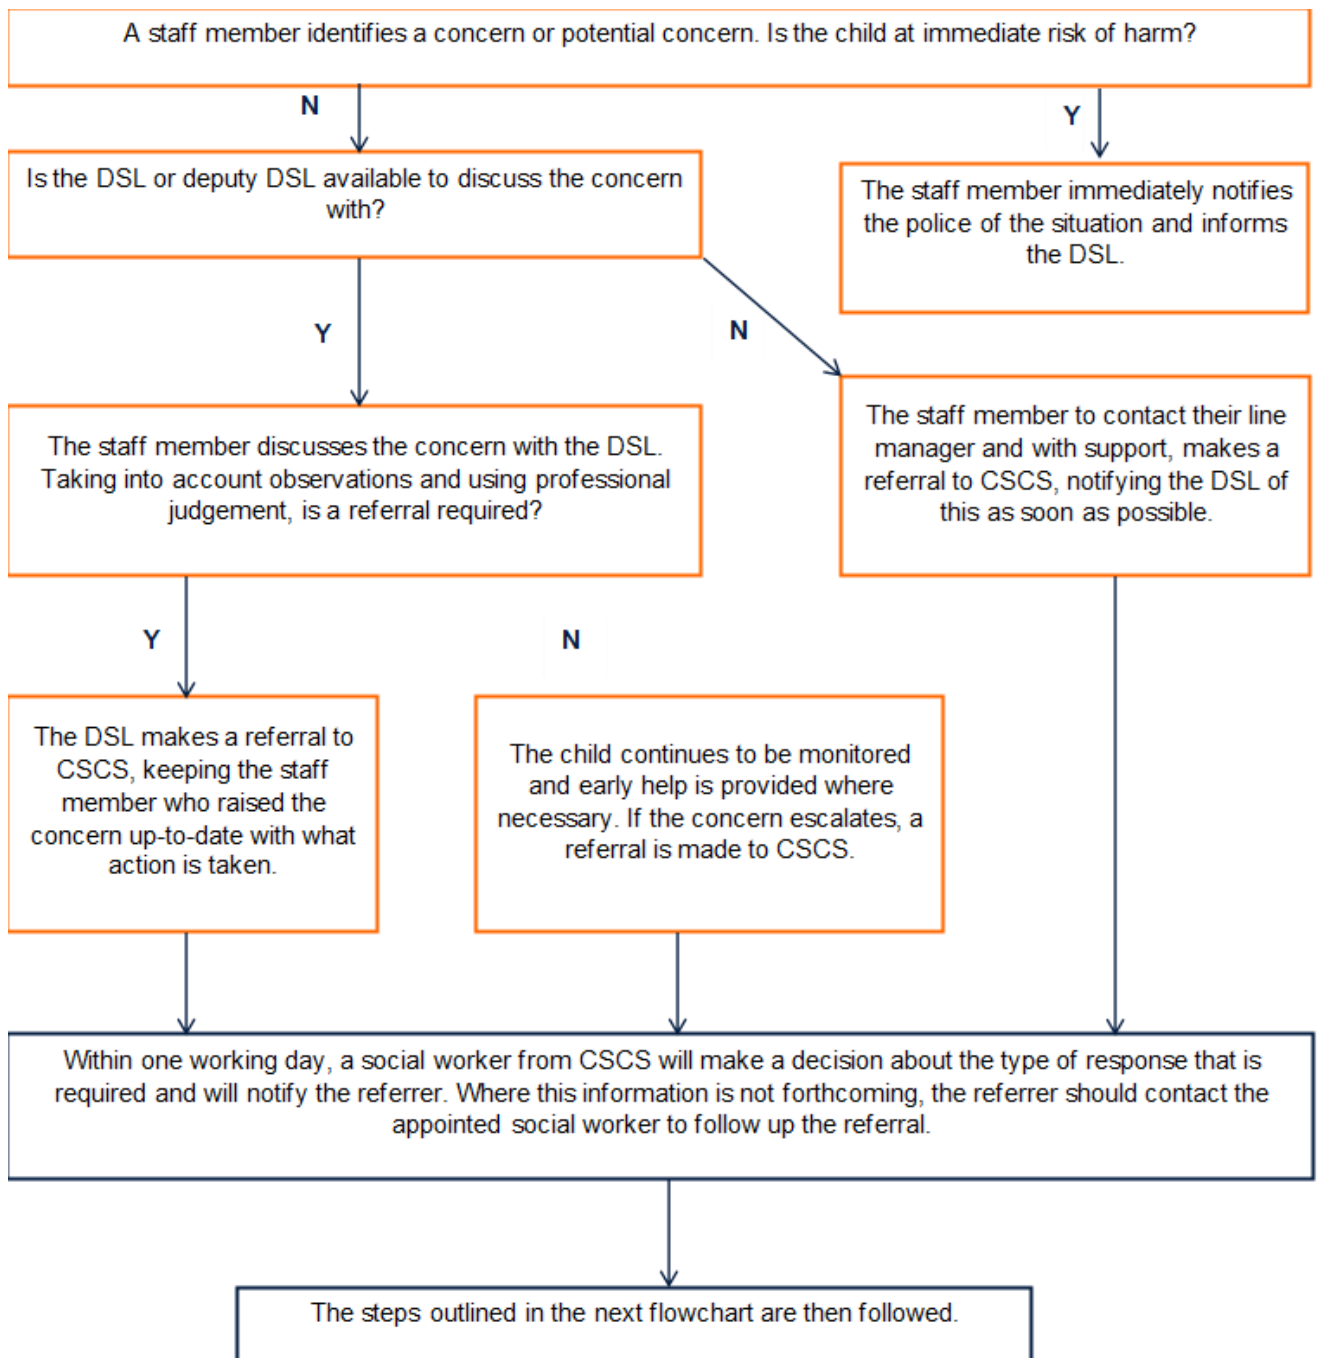 A staff member identifies a concern or potential concern. Is the child at immediate risk of harm?
N
Y
Is the DSL or deputy DSL available to discuss the concern
with?
The staff member immediately notifies
the police of the situation and informs
the DSL.
Y
N
The staff member discusses the concern with the DSL.
Taking into account observations and using professional
judgement, is a referral required?
The staff member to contact their line
manager and with support, makes a
referral to CSCS, notifying the DSL of
this as soon as possible.
Y
N
The DSL makes a referral to
CSCS, keeping the staff
member who raised the
concern up-to-date with what
action is taken.
The child continues to be monitored
and early help is provided where
necessary. If the concern escalates, a
referral is made to CSCS.
Within one working day, a social worker from CSCS will make a decision about the type of response that is
required and will notify the referrer. Where this information is not forthcoming, the referrer should contact the
appointed social worker to follow up the referral.
The steps outlined in the next flowchart are then followed.